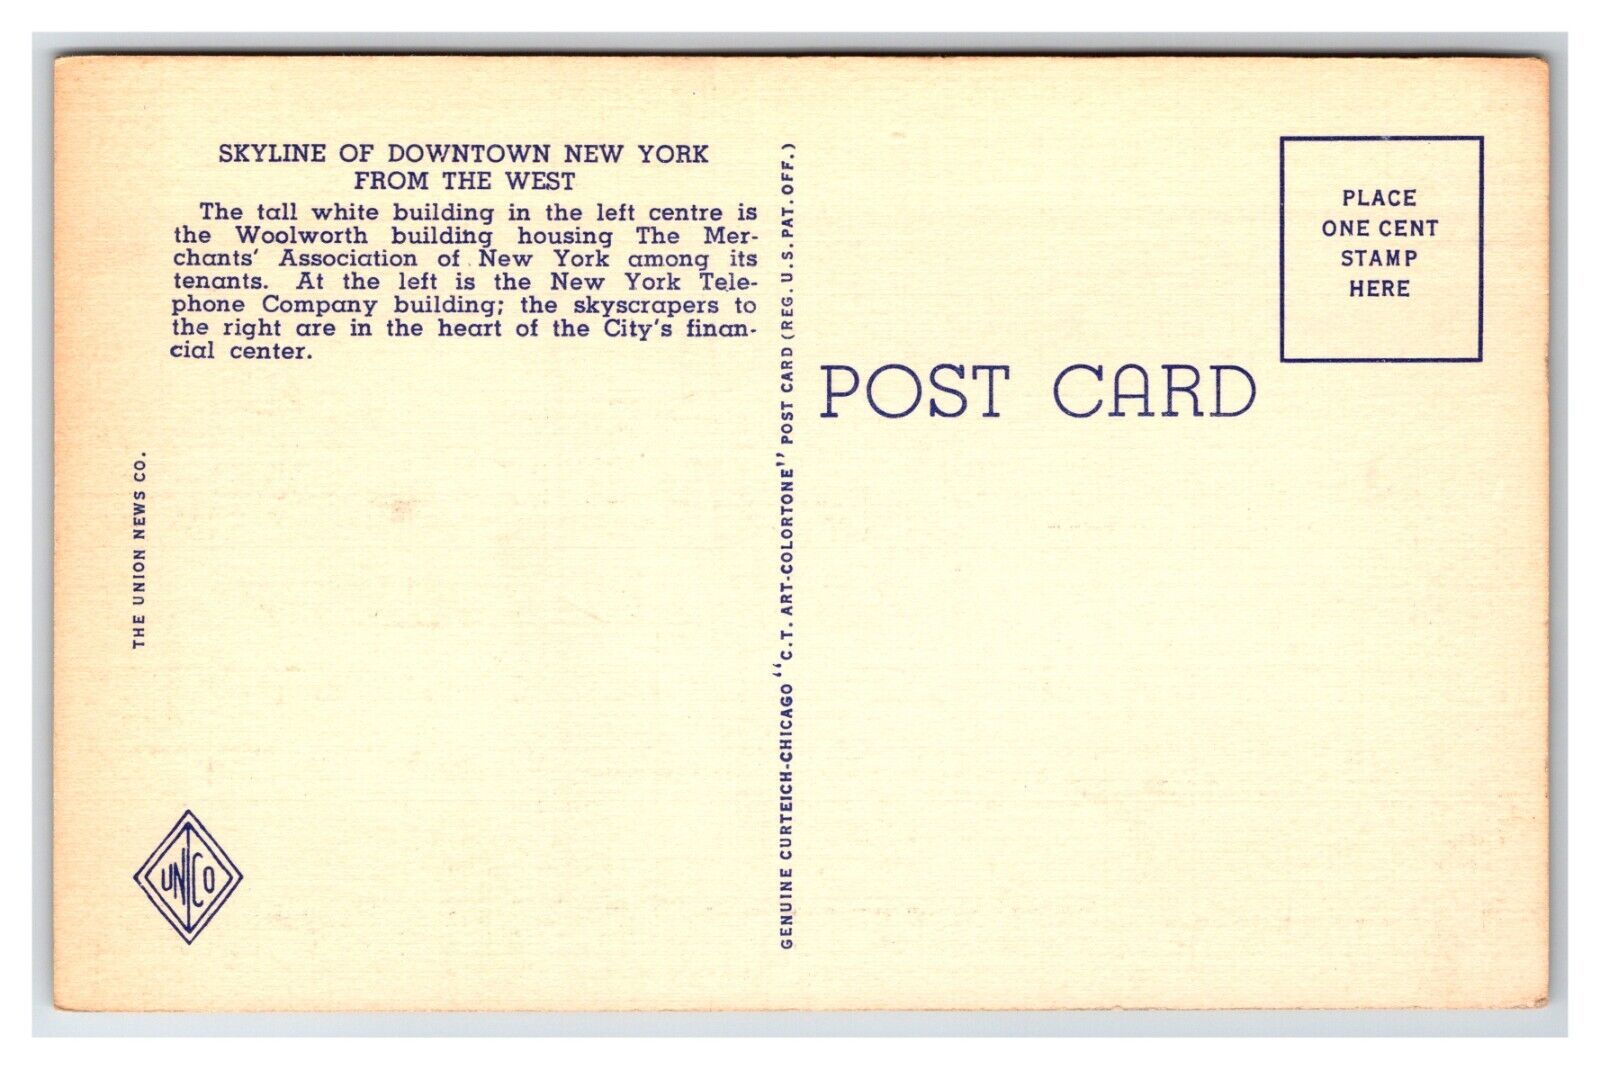 SKYLINE OF DOWNTOWN NEW YORK
FROM THE WEST
The tall white building in the left centre is
the Woolworth building housing The Mer-
chants' Association of New York among its
tenants. At the left is the New York Tele-
phone Company building; the skyscrapers to
the right are in the heart of the City's finan-
cial center.
THE UNION NEWS CO.
UNICO
GENUINE CURTEICH-CHICAGO "C.T. ART-COLORTONE" POST CARD (REG. U.S. PAT. OFF.)
POST CARD
PLACE
ONE CENT
STAMP
HERE